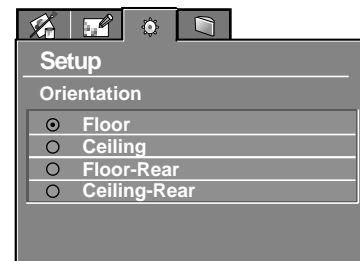 Setup
Orientation
Floor
Ceiling
Floor-Rear
Ceiling-Rear